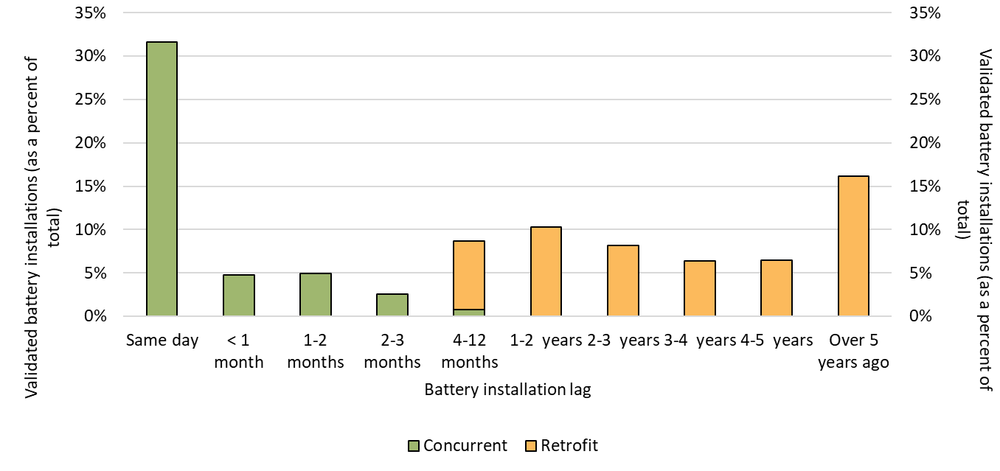 Validated battery installations (as a percent of
total)
35%
30%
25%
20%
15%
10%
5%
0%
35%
30%
25%
20%
15%
10%
5%
0%
Validated battery installations (as a percent of
total)
Same day
< 1
month
1-2
months
2-3
months
4-12
months
1-2 years
2-3 years
3-4 years
4-5 years
Over 5
years ago
Battery installation lag
Concurrent
Retrofit